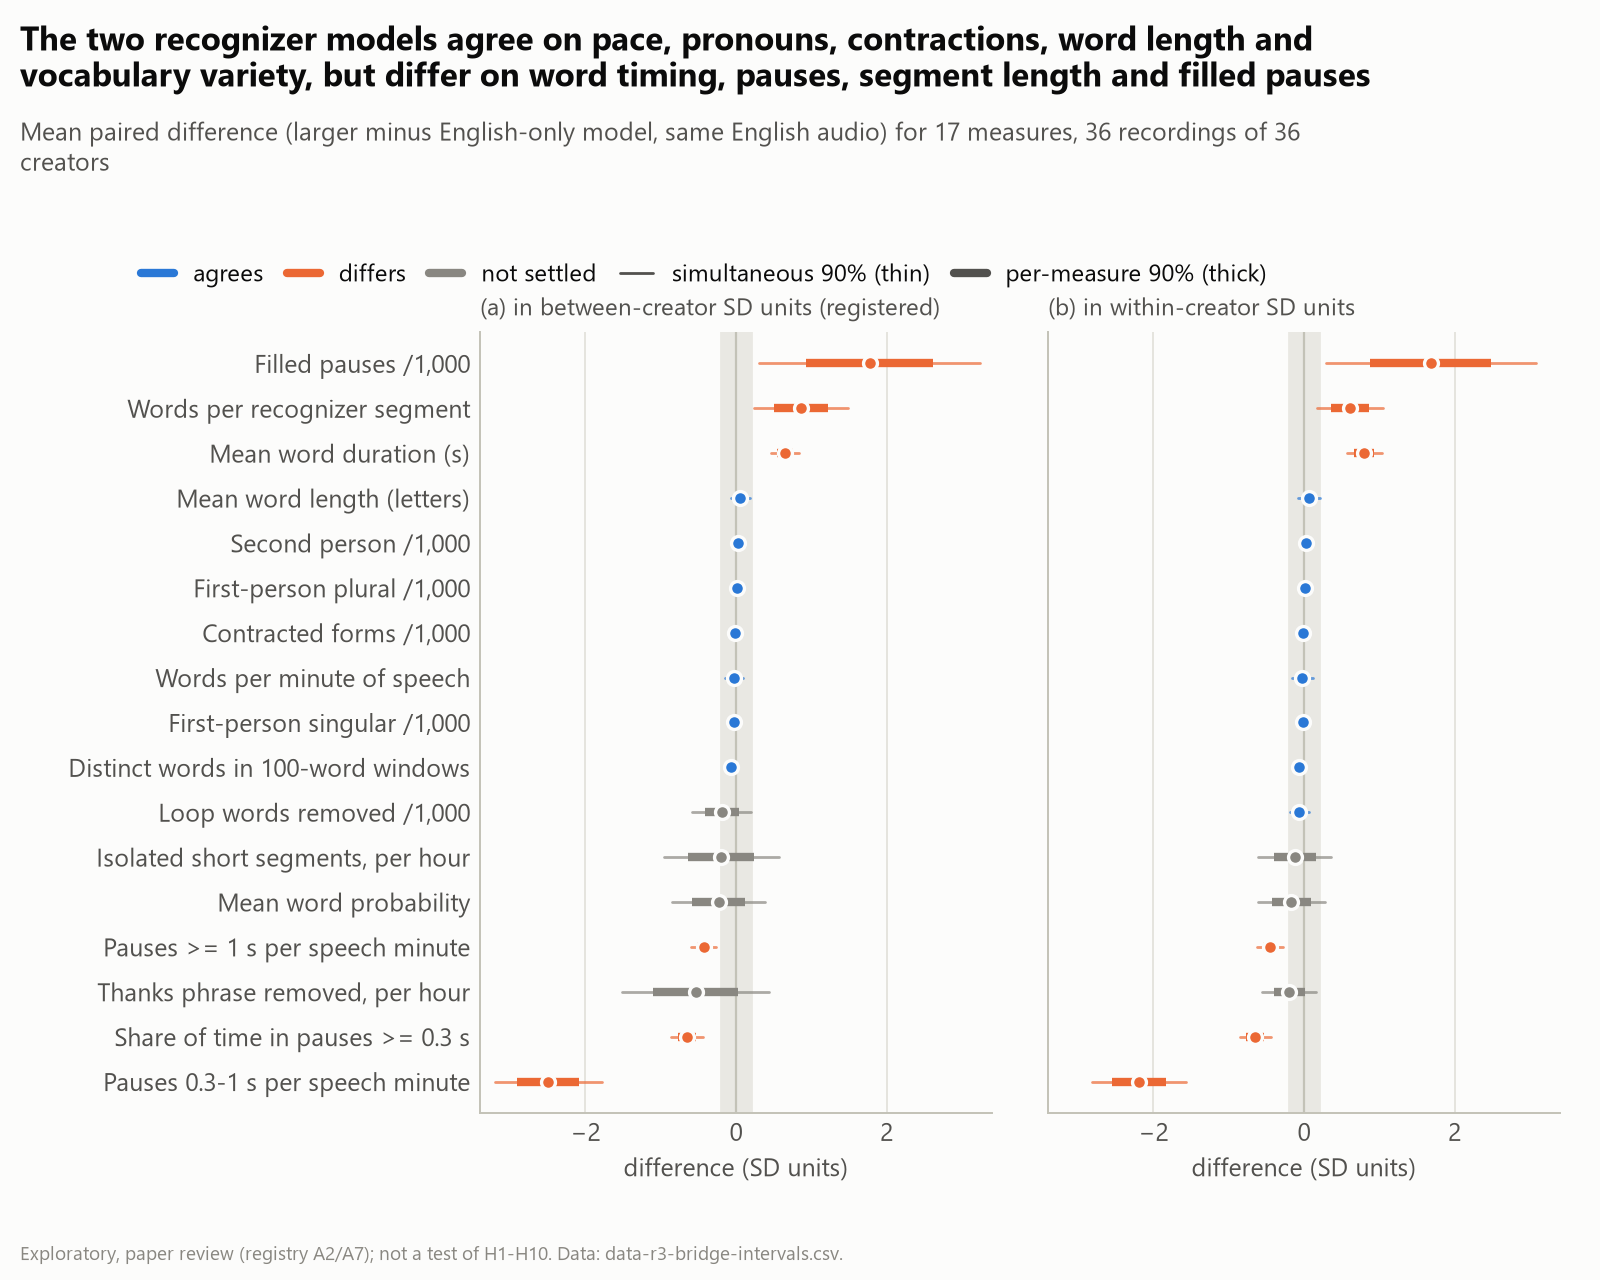 The two recognizer models agree on pace, pronouns, contractions, word length and
vocabulary variety, but differ on word timing, pauses, segment length and filled pauses
Mean paired difference (larger minus English-only model, same English audio) for 17 measures, 36 recordings of 36
creators
agrees differs not settled simultaneous 90% (thin) per-measure 90% (thick)
(a) in between-creator SD units (registered) (b) in within-creator SD units
Filled pauses /1,000
Words per recognizer segment
Mean word duration (s)
Mean word length (letters)
Second person /1,000
First-person plural /1,000
Contracted forms /1,000
Words per minute of speech
First-person singular /1,000
Distinct words in 100-word windows
Loop words removed /1,000
Isolated short segments, per hour
Mean word probability
Pauses >= 1 s per speech minute
Thanks phrase removed, per hour
Share of time in pauses >= 0.3 s
Pauses 0.3-1 s per speech minute
−2 0 2 −2 0 2
difference (SD units) difference (SD units)
Exploratory, paper review (registry A2/A7); not a test of H1-H10. Data: data-r3-bridge-intervals.csv.